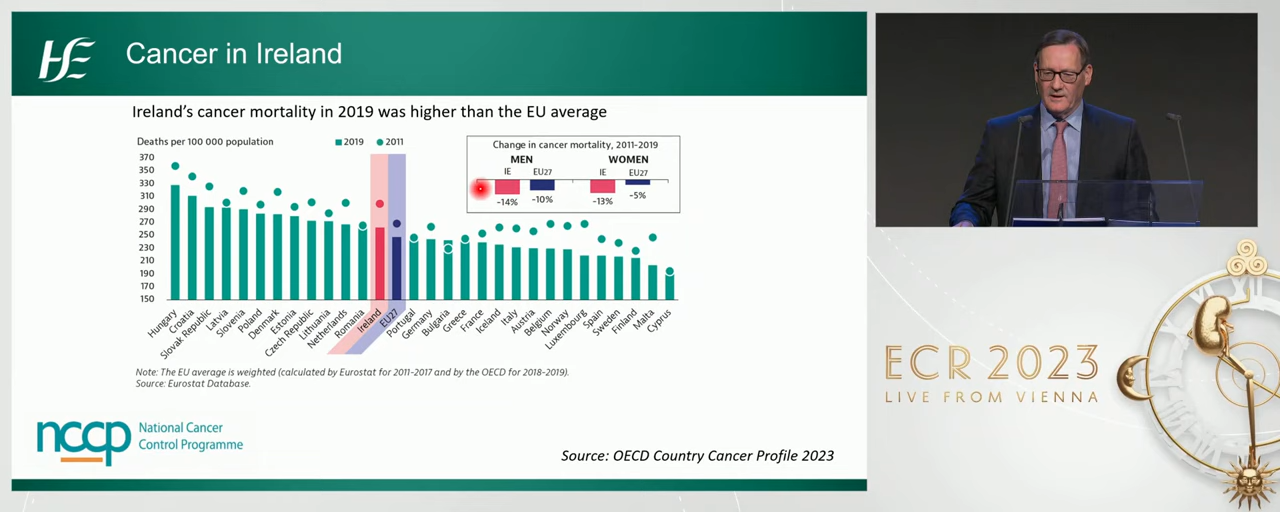 Cancer in Ireland
Ireland's cancer mortality in 2019 was higher than the EU average
Deaths per 100 000 population
2019
2011
370
350
330
310
290
270
250
230
210
190
170
150
Hungary
Croatia
Slovak Republic
Latvia
Slovenia
Poland
Denmark
Estonia
Czech Republic
Lithuania
Netherlands
Romania
Ireland
EU27
Portugal
Germany
Bulgaria
Greece
France
Iceland
Italy
Austria
Belgium
Norway
Luxembourg
Spain
Sweden
Finland
Malta
Cyprus
Change in cancer mortality, 2011-2019
MEN
WOMEN
IE
EU27
IE
EU27
-14%
-10%
-13%
-5%
Note: The EU average is weighted (calculated by Eurostat for 2011-2017 and by the OECD for 2018-2019).
Source: Eurostat Database.
nccp
National Cancer
Control Programme
Source: OECD Country Cancer Profile 2023
ECR 2023
LIVE FROM VIENNA